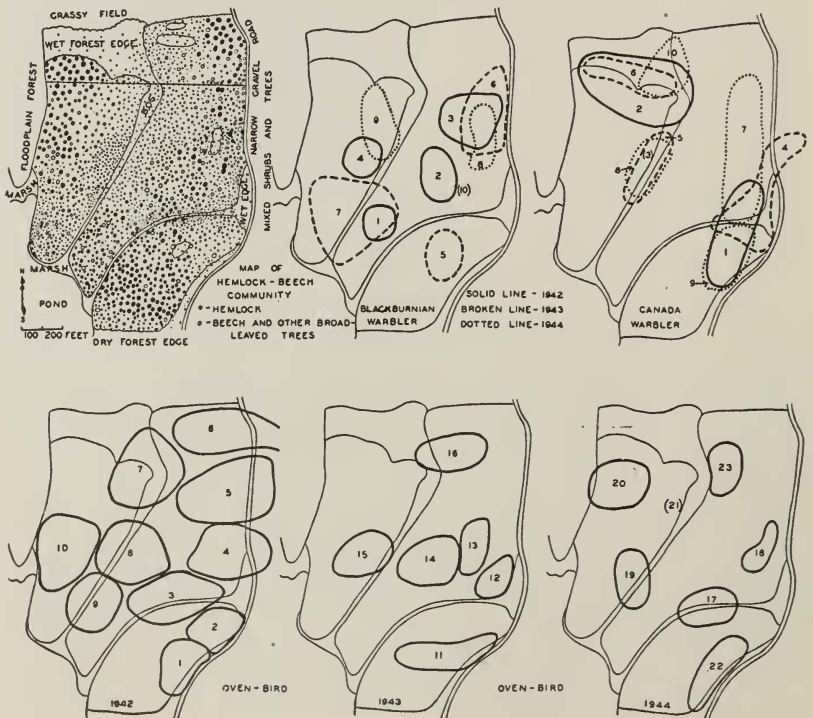 GRASSY FIELD
WET FOREST EDGE
FLOODPLAIN FOREST
BOG
NARROW GRAVEL ROAD
MIXED SHRUBS AND TREES
MARSH
WET EDGE
MARSH
POND
N
S
100 200 FEET
DRY FOREST EDGE
MAP OF
HEMLOCK-BEECH
COMMUNITY
-HEMLOCK
-BEECH AND OTHER BROAD-
LEAVED TREES
9
6
3
8
4
2
(10)
7
1
5
BLACKBURNIAN
WARBLER
SOLID LINE-1942
BROKEN LINE-1943
DOTTED LINE-1944
10
6
2
5
(3)
8
7
4
1
9
CANADA
WARBLER
6
7
5
10
8
4
9
3
2
1
1942
OVEN-BIRD
16
15
14
13
12
11
1943
OVEN-BIRD
20
23
(21)
18
19
17
22
1944